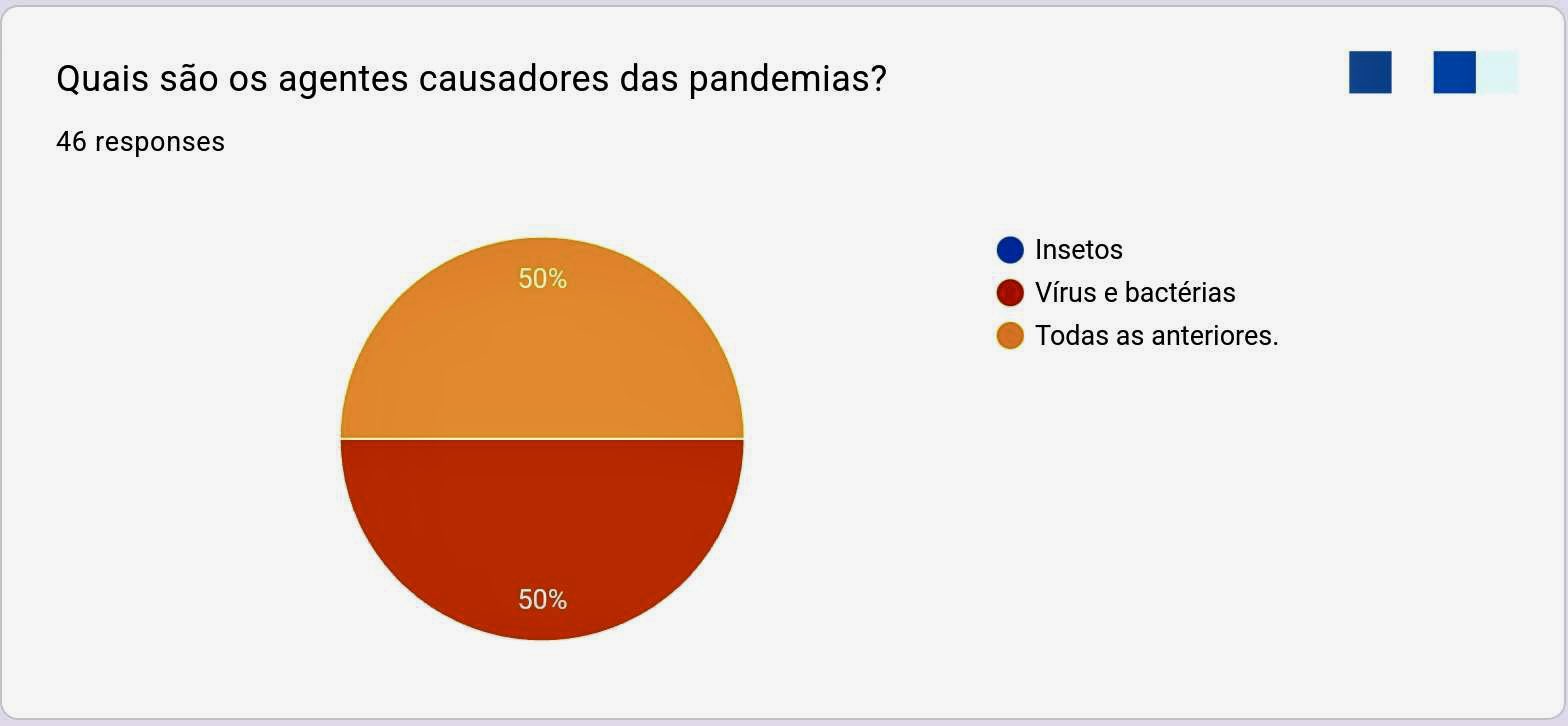 Quais são os agentes causadores das pandemias?
46 responses
50%
50%
Insetos
Vírus e bactérias
Todas as anteriores.